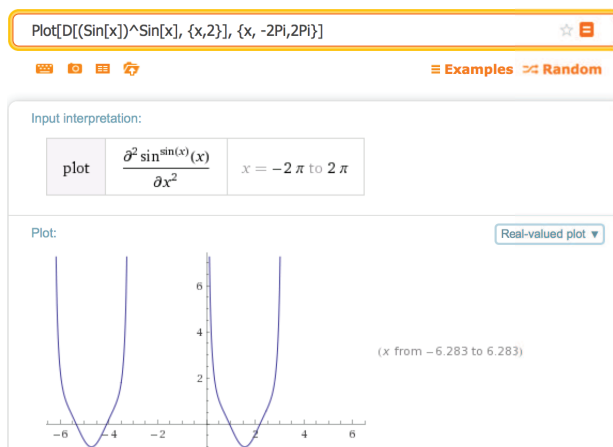 Plot[D[(Sin[x])^Sin[x], {x,2}], {x, -2Pi,2Pi}]
Examples Random
Input interpretation:
plot ∂² sin^sin(x)(x) / ∂x² x = −2 π to 2 π
Plot:
Real-valued plot ▼
6
4
(x from −6.283 to 6.283)
2
−6 −4 −2 2 4 6